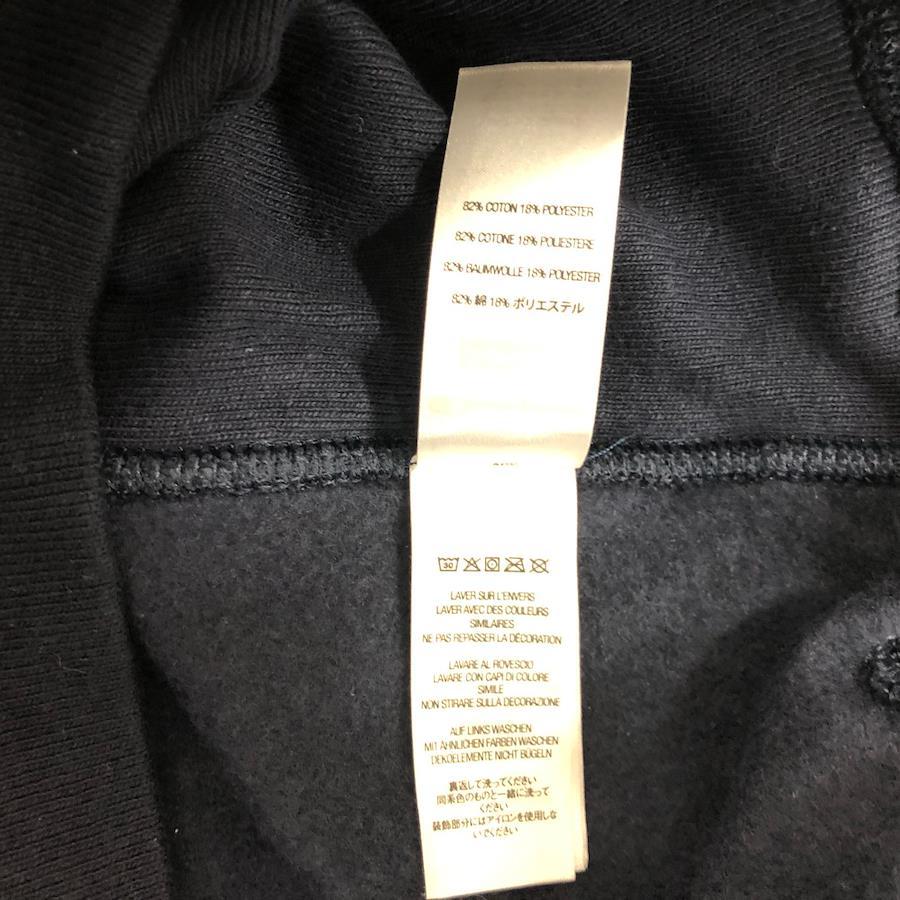 82% COTON 18% POLYESTER
82% COTONE 18% POLIESTERE
82% BAUMWOLLE 18% POLYESTER
82% 綿 18% ポリエステル
30
LAVER SUR L'ENVERS
LAVER AVEC DES COULEURS
SIMILAIRES
NE PAS REPASSER LA DÉCORATION
LAVARE AL ROVESCIO
LAVARE CON CAPI DI COLORE
SIMILE
NON STIRARE SULLA DECORAZIONE
AUF LINKS WASCHEN
MIT ÄHNLICHEN FARBEN WASCHEN
DEKOELEMENTE NICHT BÜGELN
裏返して洗ってください
同系色のものと一緒に洗って
ください
装飾部分にはアイロンを使用しな
いでください